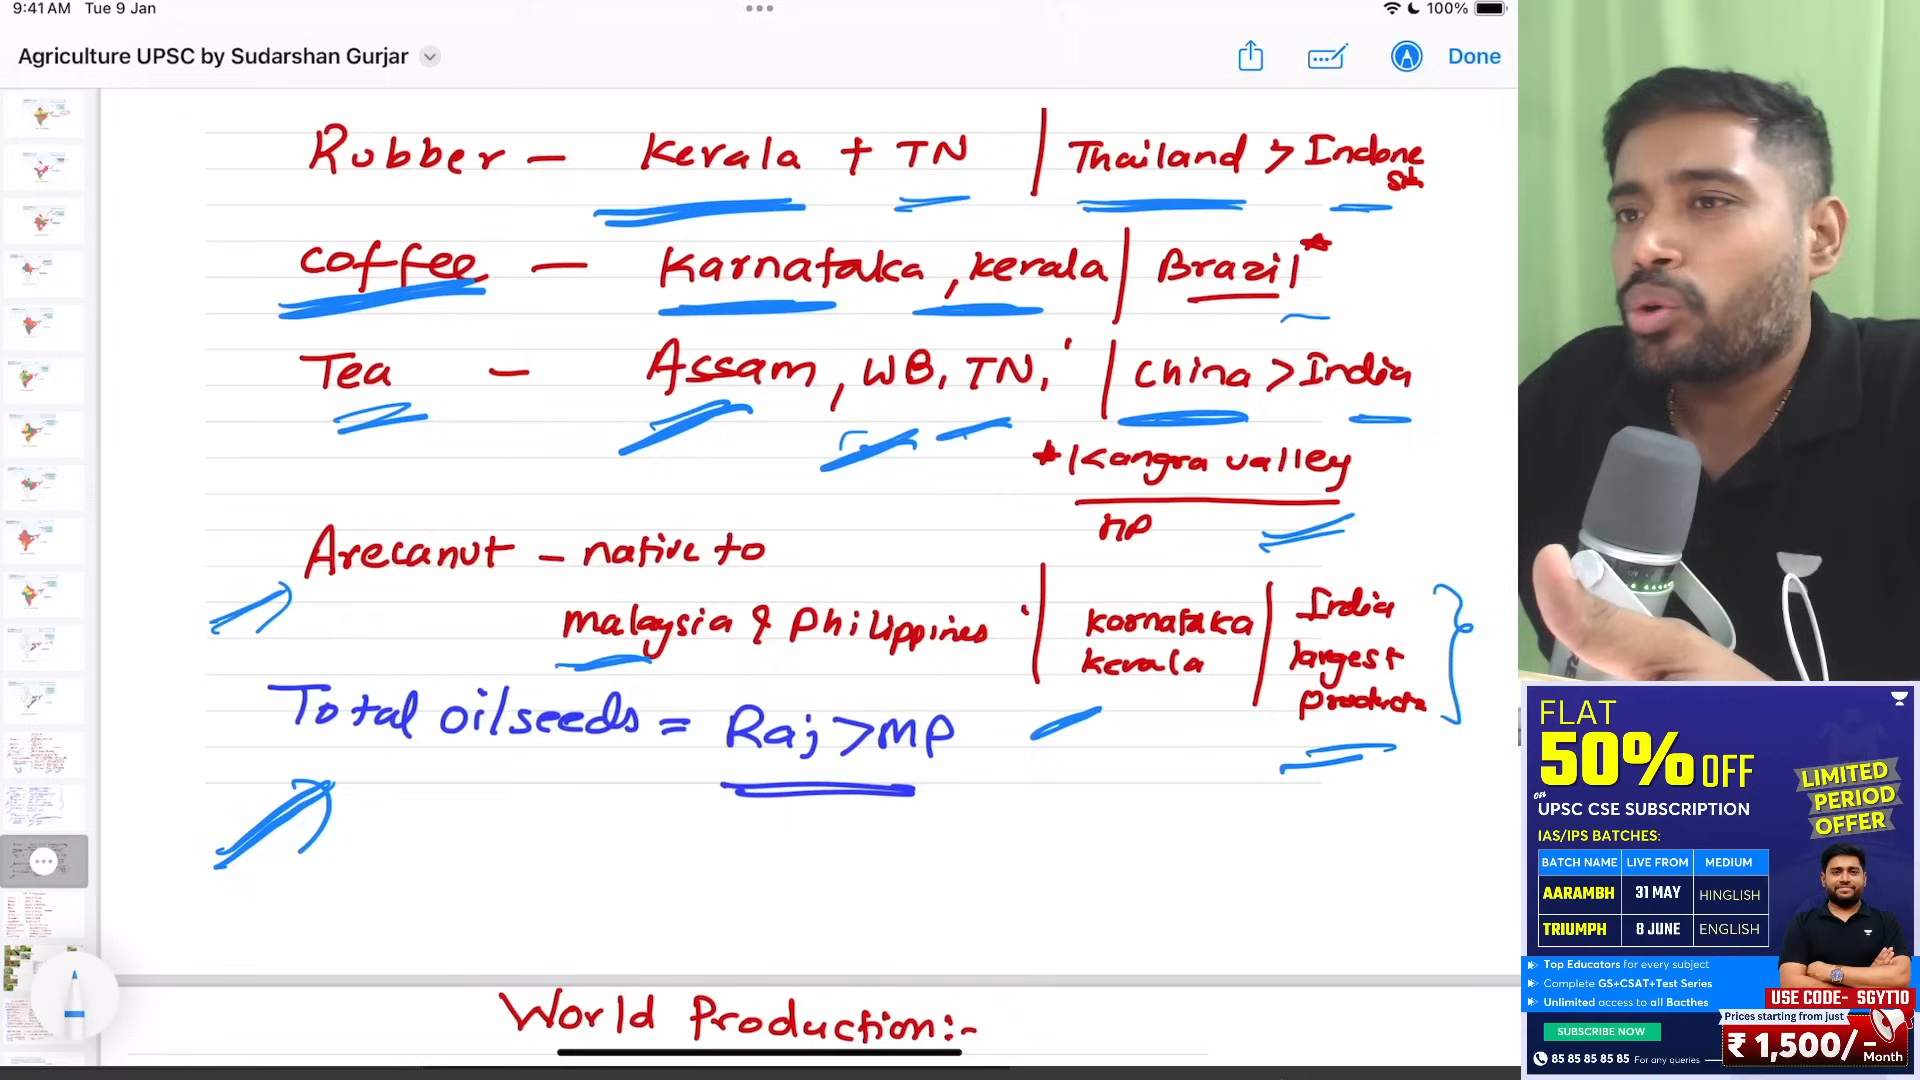 9:41 AM Tue 9 Jan
100%
Agriculture UPSC by Sudarshan Gurjar
Done
Rubber - Kerala + TN | Thailand > Indone
sia
coffee - Karnataka, kerala | Brazil*
Tea - Assam, WB, TN, | China > India
* Kangra valley
HP
Arecanut - native to
malaysia & Philippines | Karnataka | India
kerala | largest
producer
Total oilseeds = Raj > MP
World Production:-
FLAT
50% OFF
on
UPSC CSE SUBSCRIPTION
LIMITED
PERIOD
OFFER
IAS/IPS BATCHES:
BATCH NAME LIVE FROM MEDIUM
AARAMBH 31 MAY HINGLISH
TRIUMPH 8 JUNE ENGLISH
Top Educators for every subject
Complete GS+CSAT+Test Series
Unlimited access to all Bacthes
USE CODE- SGYT10
SUBSCRIBE NOW
Prices starting from just
₹ 1,500/-
Month
85 85 85 85 85 For any queries